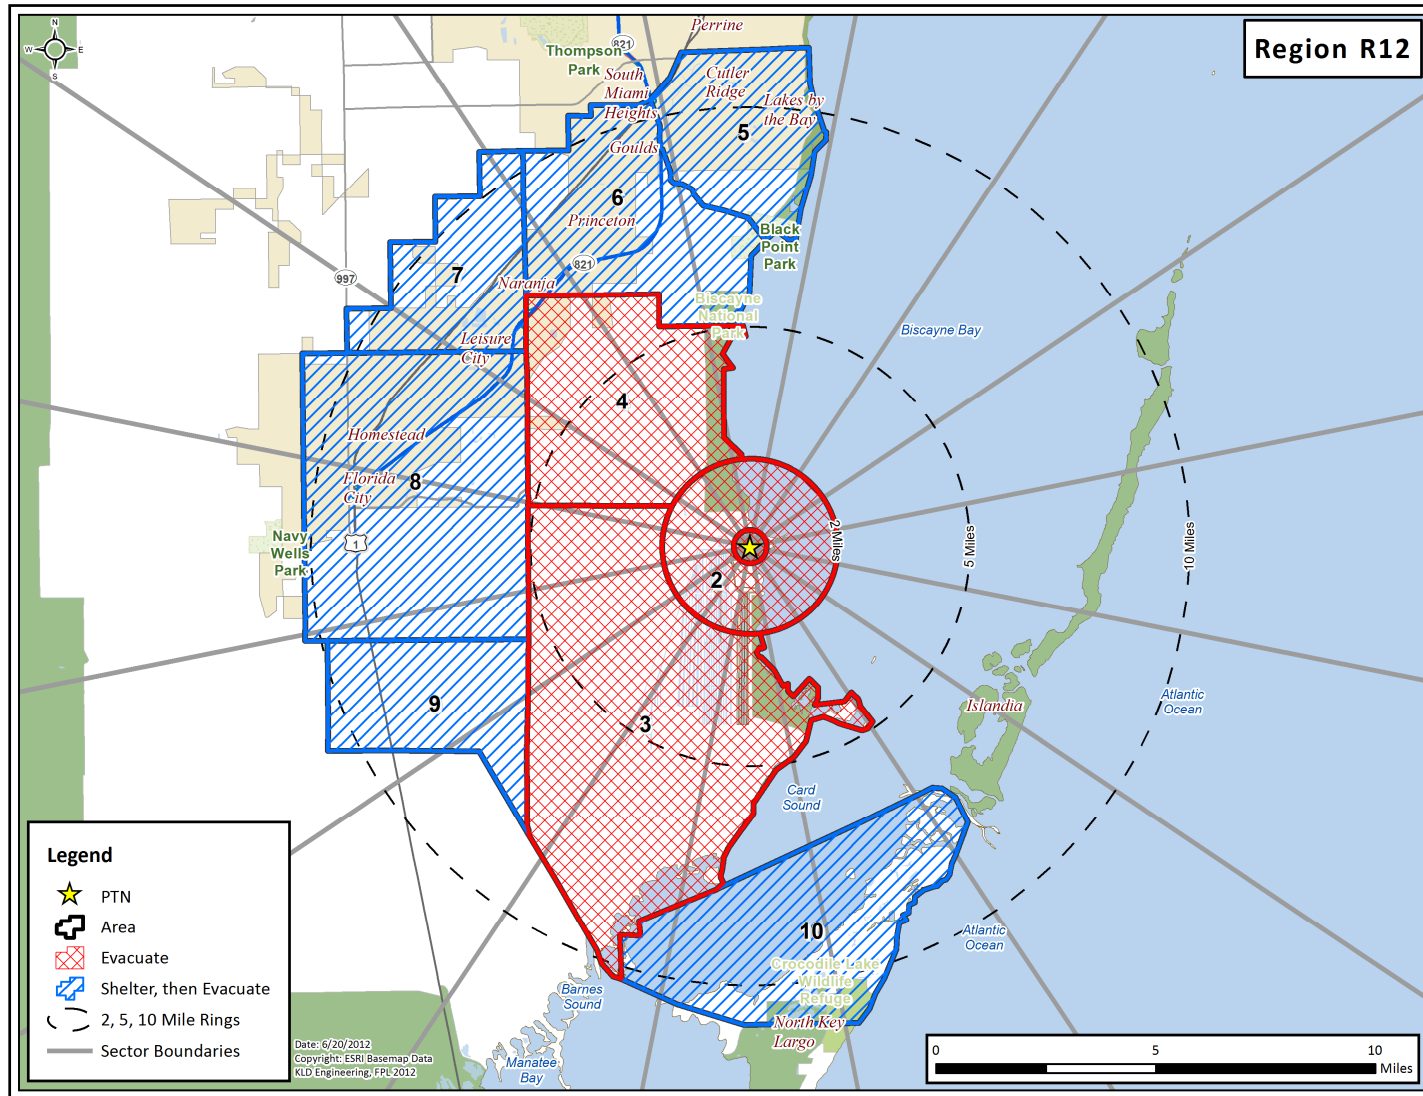 Region R12
N
W
E
S
Perrine
821
Thompson
Park
South
Miami
Heights
Cutler
Ridge
Lakes by
the Bay
5
Goulds
6
Princeton
Black
Point
Park
821
7
997
Naranja
Biscayne
National
Park
Biscayne Bay
Leisure
City
4
Homestead
Florida
City
8
Navy
Wells
Park
1
2
2 Miles
5 Miles
10 Miles
9
3
Islandia
Atlantic
Ocean
Card
Sound
10
Atlantic
Ocean
Crocodile Lake
Wildlife
Refuge
Barnes
Sound
North Key
Largo
Manatee
Bay
Legend
PTN
Area
Evacuate
Shelter, then Evacuate
2, 5, 10 Mile Rings
Sector Boundaries
Date: 6/20/2012
Copyright: ESRI Basemap Data
KLD Engineering, FPL 2012
0 5 10
Miles